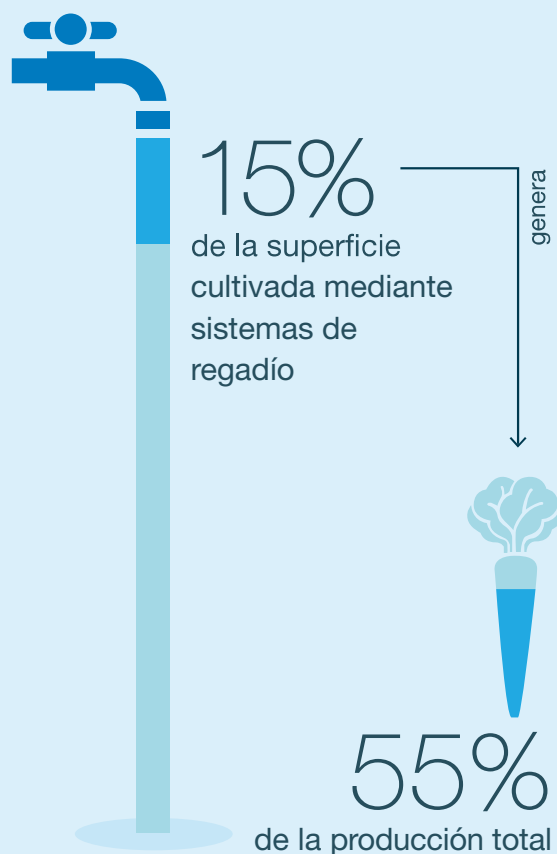 15%
de la superficie
cultivada mediante
sistemas de
regadío
genera
55%
de la producción total